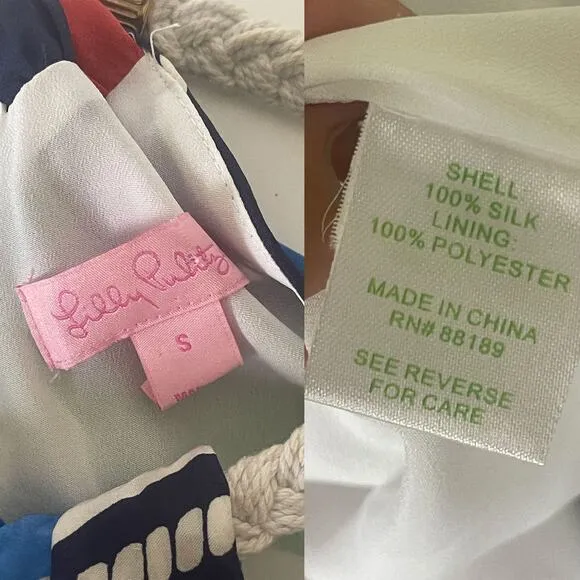 Lilly Pulitzer
S
SHELL:
100% SILK
LINING:
100% POLYESTER
MADE IN CHINA
RN# 88189
SEE REVERSE
FOR CARE